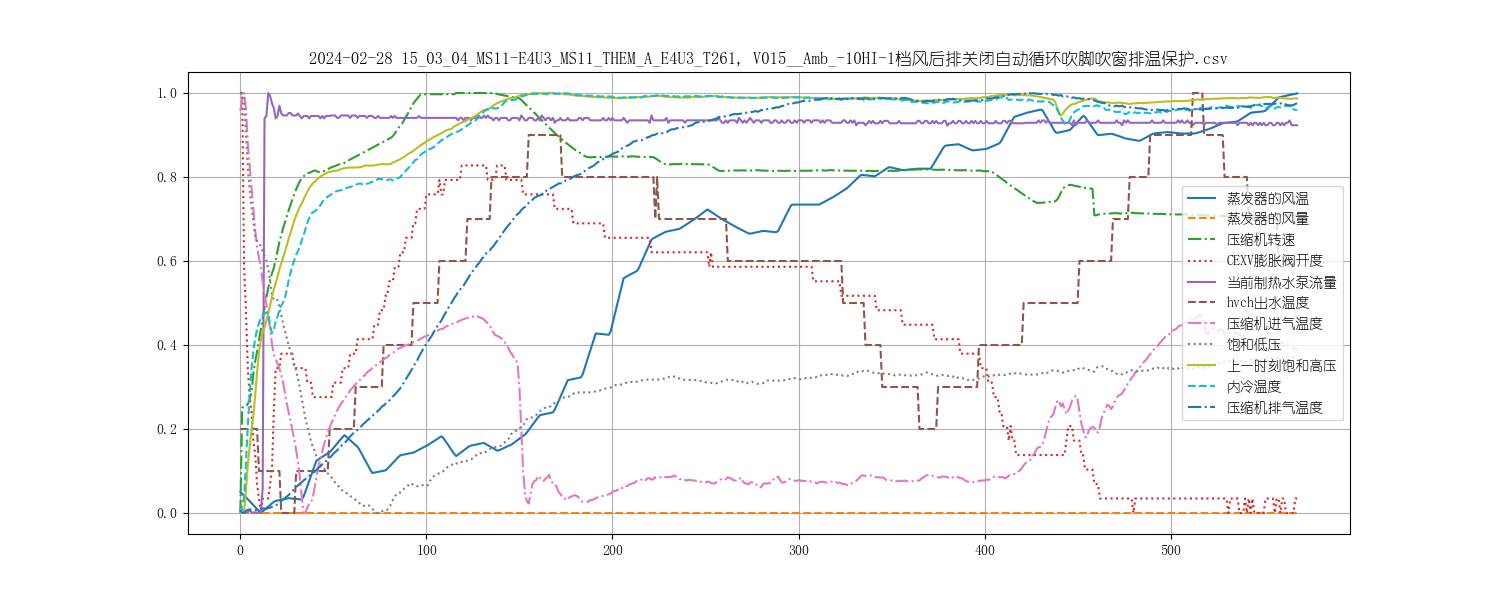 2024-02-28 15_03_04_MS11-E4U3_MS11_THEM_A_E4U3_T261, V015__Amb_-10HI-1档风后排关闭自动循环吹脚吹窗排温保护.csv
1.0
0.8
0.6
0.4
0.2
0.0
0 100 200 300 400 500
蒸发器的风温
蒸发器的风量
压缩机转速
CEXV膨胀阀开度
当前制热水泵流量
hvch出水温度
压缩机进气温度
饱和低压
上一时刻饱和高压
内冷温度
压缩机排气温度